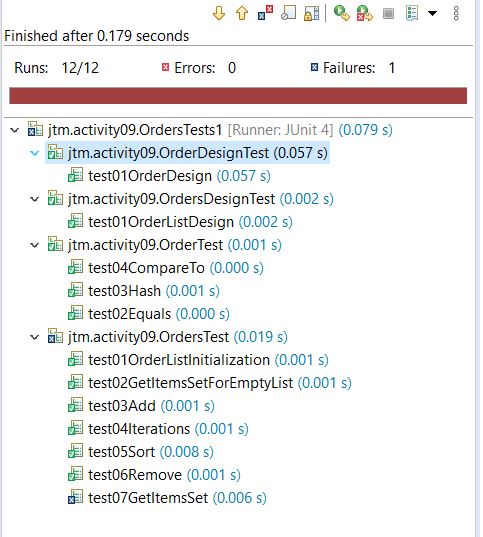 Finished after 0.179 seconds
Runs: 12/12 Errors: 0 Failures: 1
jtm.activity09.OrdersTests1 [Runner: JUnit 4] (0.079 s)
jtm.activity09.OrderDesignTest (0.057 s)
test01OrderDesign (0.057 s)
jtm.activity09.OrdersDesignTest (0.002 s)
test01OrderListDesign (0.002 s)
jtm.activity09.OrderTest (0.001 s)
test04CompareTo (0.000 s)
test03Hash (0.001 s)
test02Equals (0.000 s)
jtm.activity09.OrdersTest (0.019 s)
test01OrderListInitialization (0.001 s)
test02GetItemsSetForEmptyList (0.001 s)
test03Add (0.001 s)
test04Iterations (0.001 s)
test05Sort (0.008 s)
test06Remove (0.001 s)
test07GetItemsSet (0.006 s)